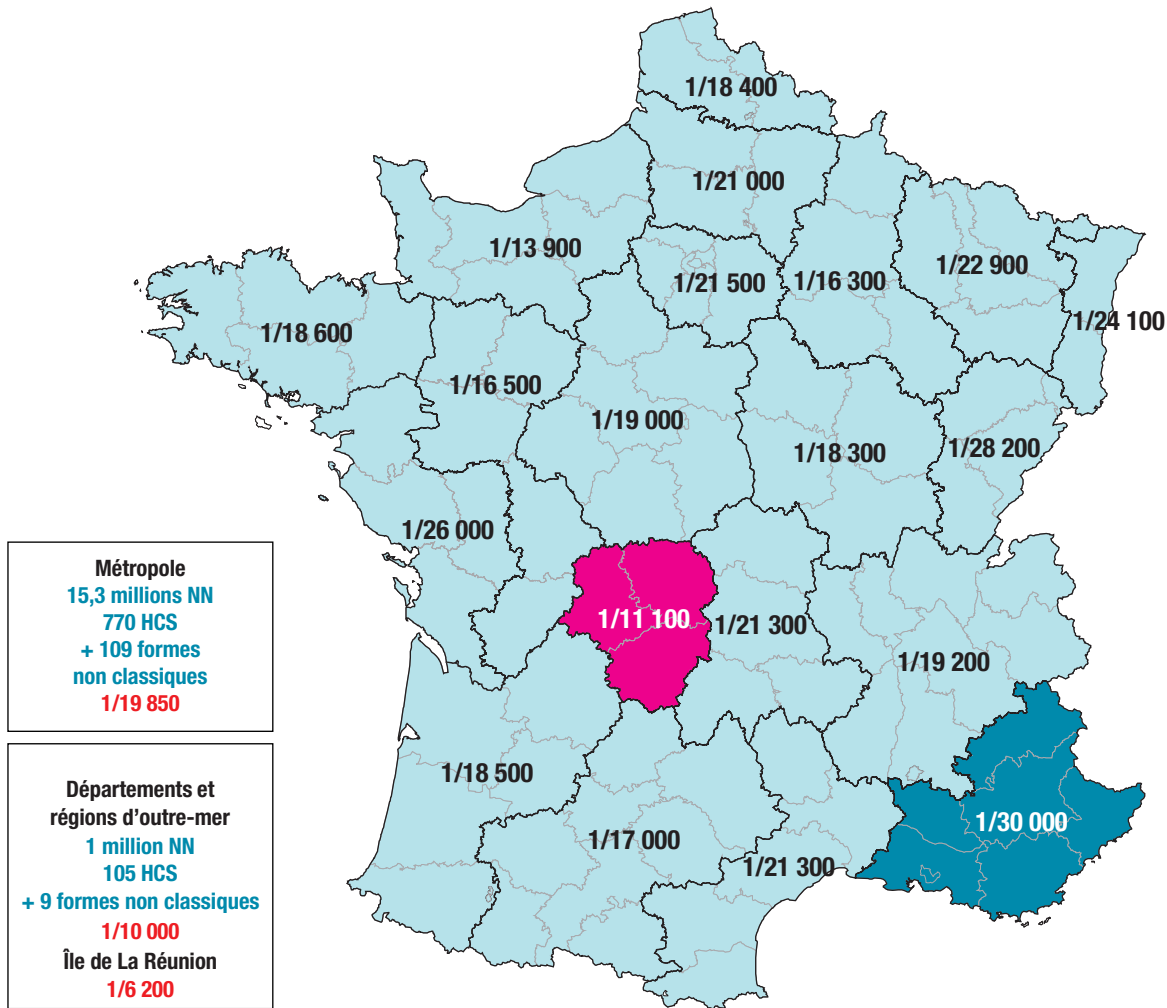 1/18 400
1/21 000
1/13 900
1/21 500
1/16 300
1/22 900
1/24 100
1/18 600
1/16 500
1/19 000
1/18 300
1/28 200
1/26 000
1/11 100
1/21 300
1/19 200
1/18 500
1/17 000
1/21 300
1/30 000
Métropole
15,3 millions NN
770 HCS
+ 109 formes
non classiques
1/19 850
Départements et
régions d’outre-mer
1 million NN
105 HCS
+ 9 formes non classiques
1/10 000
Île de La Réunion
1/6 200